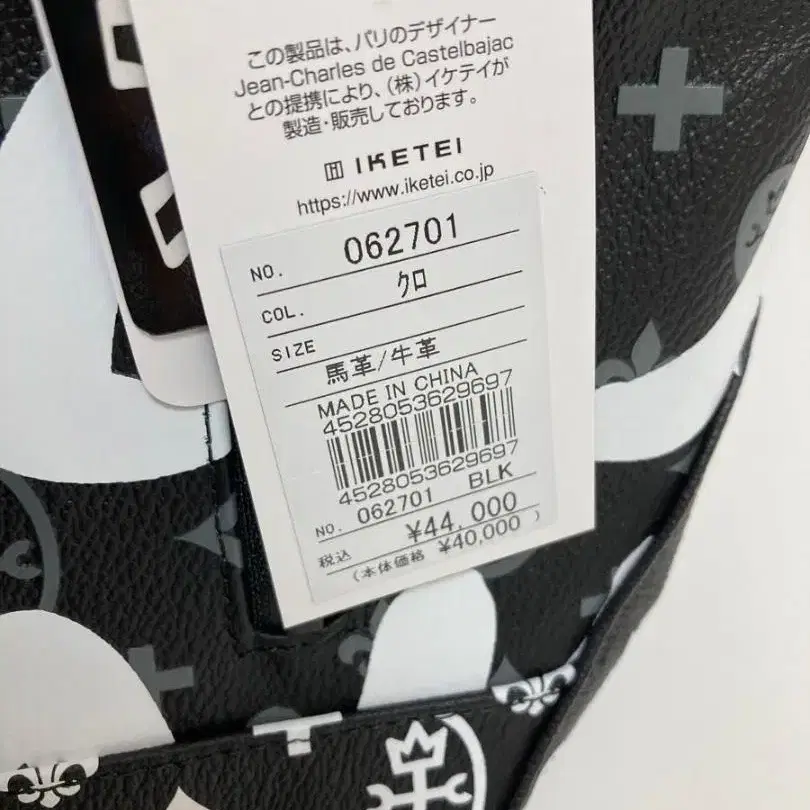 この製品は、パリのデザイナー
Jean-Charles de Castelbajac
との提携により、(株)イケテイが
製造・販売しております。
IKETEI
https://www.iketei.co.jp
NO. 062701
COL. クロ
SIZE
馬革/牛革
MADE IN CHINA
4528053629697
4528053629697
NO. 062701 BLK
税込 ¥44,000
(本体価格 ¥40,000 )